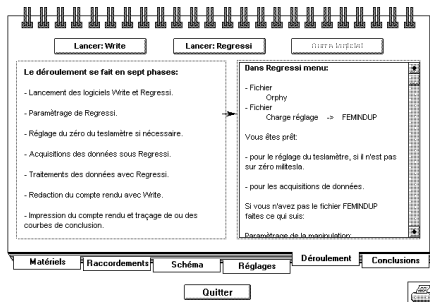 Lancer: Write
Lancer: Regressi
Le déroulement se fait en sept phases:
- Lancement des logiciels Write et Regressi.
- Paramètrage de Regressi.
- Réglage du zéro du teslamètre si nécessaire.
- Acquisitions des données sous Regressi.
- Traitements des données avec Regressi.
- Redaction du compte rendu avec Write.
- Impression du compte rendu et traçage de ou des
courbes de conclusion.
Dans Regressi menu:
- Fichier
Orphy
- Fichier
Charge réglage -> FEMINDUP
Vous êtes prêt:
- pour le réglage du teslamètre, si il n'est pas
sur zéro militesla.
- pour les acquisitions de données.
Si vous n'avez pas le fichier FEMINDUP
faites ce qui suis:
Paramètrage de la manipulation:
Matériels
Raccordements
Schéma
Réglages
Déroulement
Conclusions
Quitter